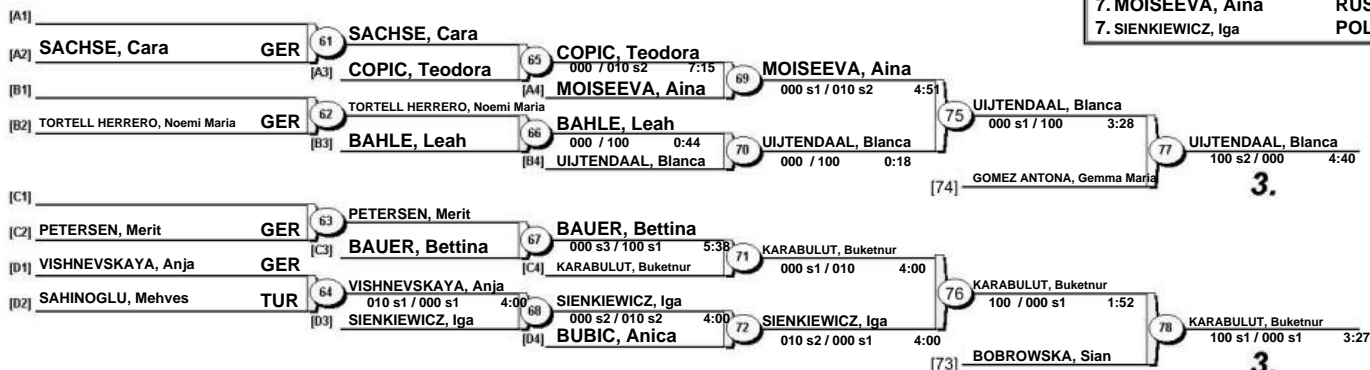 7. MOISEEVA, Aina RUS
7. SIENKIEWICZ, Iga POL
[A1]
[A2] SACHSE, Cara GER
61 SACHSE, Cara
[A3] COPIC, Teodora
65 COPIC, Teodora
000 / 010 s2 7:15
[A4] MOISEEVA, Aina
69 MOISEEVA, Aina
000 s1 / 010 s2 4:51
[B1]
[B2] TORTELL HERRERO, Noemi Maria GER
62 TORTELL HERRERO, Noemi Maria
[B3] BAHLE, Leah
66 BAHLE, Leah
000 / 100 0:44
[B4] UIJTENDAAL, Blanca
70 UIJTENDAAL, Blanca
000 / 100 0:18
75 UIJTENDAAL, Blanca
000 s1 / 100 3:28
[74] GOMEZ ANTONA, Gemma Maria
77 UIJTENDAAL, Blanca
100 s2 / 000 4:40
3.
[C1]
[C2] PETERSEN, Merit GER
63 PETERSEN, Merit
[C3] BAUER, Bettina
67 BAUER, Bettina
000 s3 / 100 s1 5:38
[C4] KARABULUT, Buketnur
71 KARABULUT, Buketnur
000 s1 / 010 4:00
[D1] VISHNEVSKAYA, Anja GER
[D2] SAHINOGLU, Mehves TUR
64 VISHNEVSKAYA, Anja
010 s1 / 000 s1 4:00
[D3] SIENKIEWICZ, Iga
68 SIENKIEWICZ, Iga
000 s2 / 010 s2 4:00
[D4] BUBIC, Anica
72 SIENKIEWICZ, Iga
010 s2 / 000 s1 4:00
76 KARABULUT, Buketnur
100 / 000 s1 1:52
[73] BOBROWSKA, Sian
78 KARABULUT, Buketnur
100 s1 / 000 s1 3:27
3.